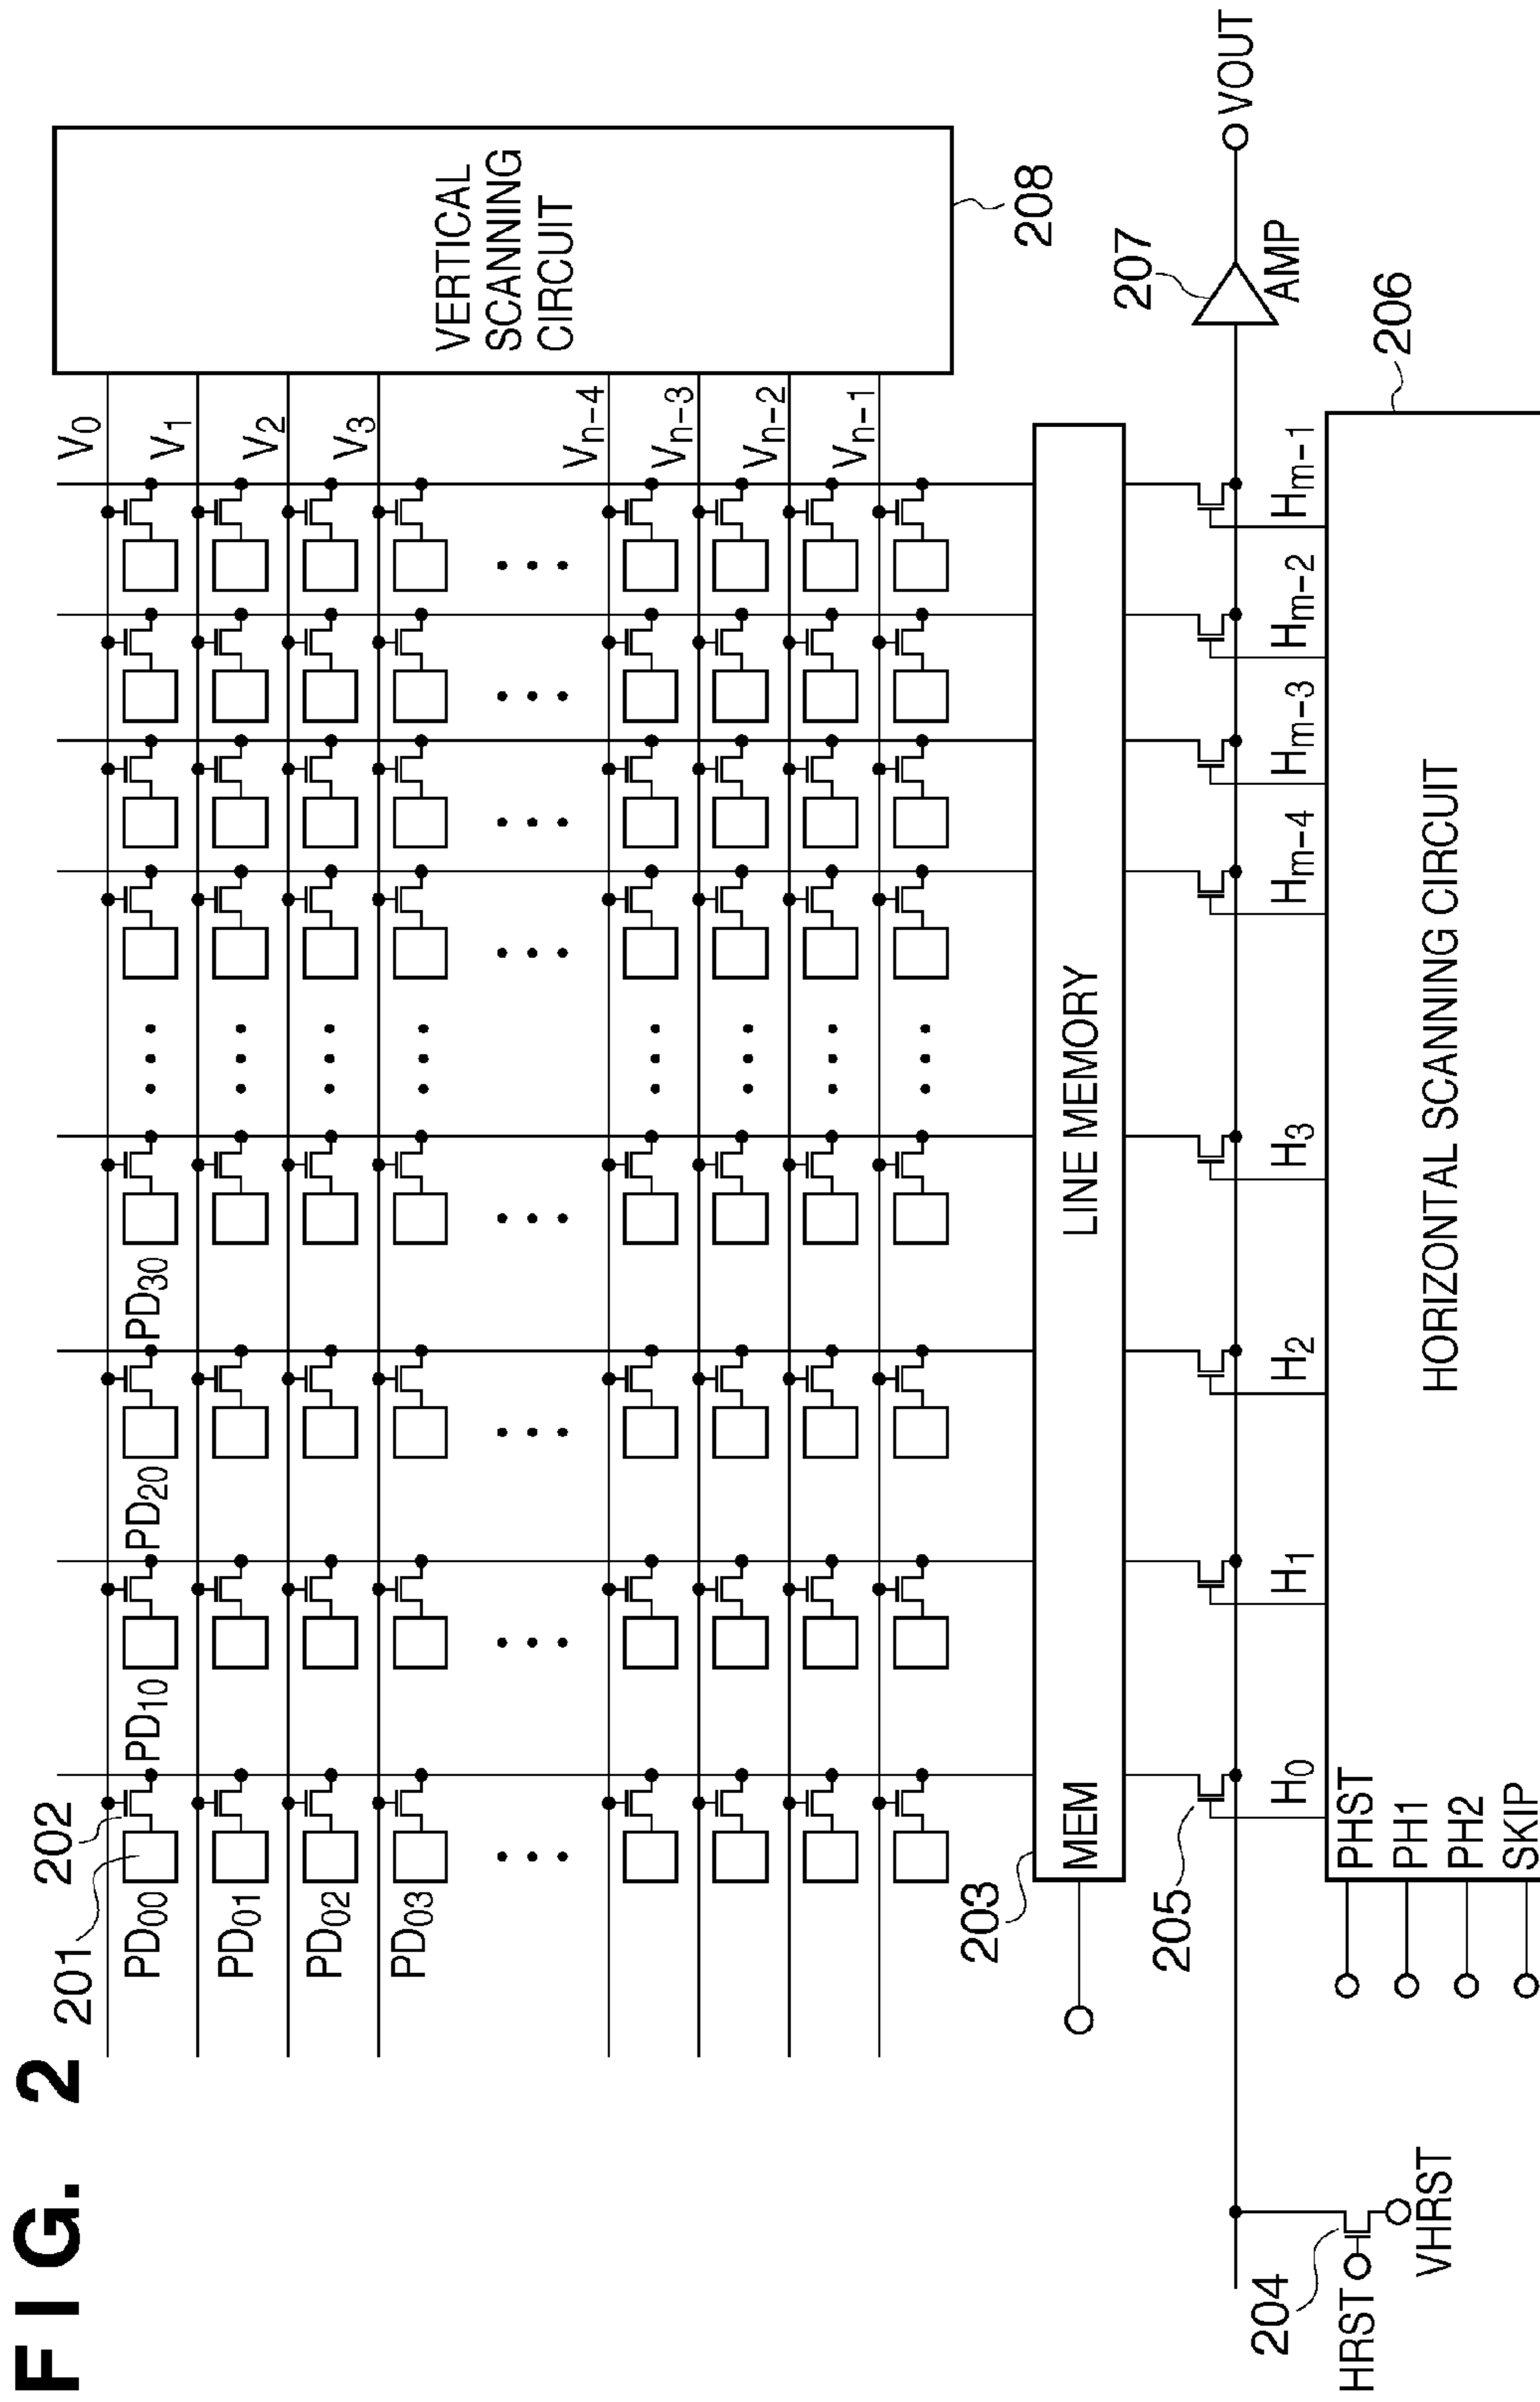 FIG. 2
201
202
PD00
PD10
PD20
PD30
V0
PD01
V1
PD02
V2
PD03
V3
Vn-4
Vn-3
Vn-2
Vn-1
VERTICAL
SCANNING
CIRCUIT
208
203
MEM
LINE MEMORY
205
207
AMP
VOUT
204
HRST
VHRST
H0
H1
H2
H3
Hm-4
Hm-3
Hm-2
Hm-1
206
PHST
PH1
PH2
SKIP
HORIZONTAL SCANNING CIRCUIT